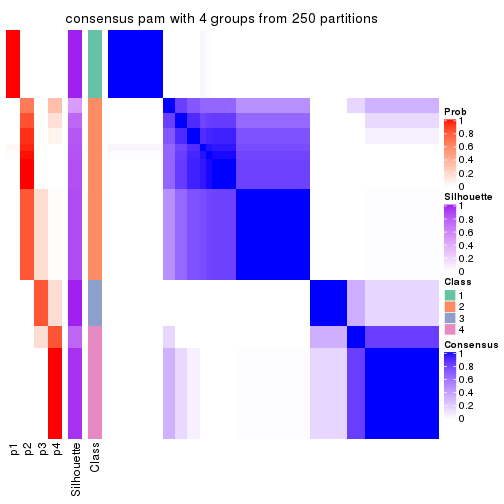 consensus pam with 4 groups from 250 partitions
Prob
1
0.8
0.6
0.4
0.2
0
Silhouette
1
0.8
0.6
0.4
0.2
0
Class
1
2
3
4
Consensus
1
0.8
0.6
0.4
0.2
0
p1
p2
p3
p4
Silhouette
Class